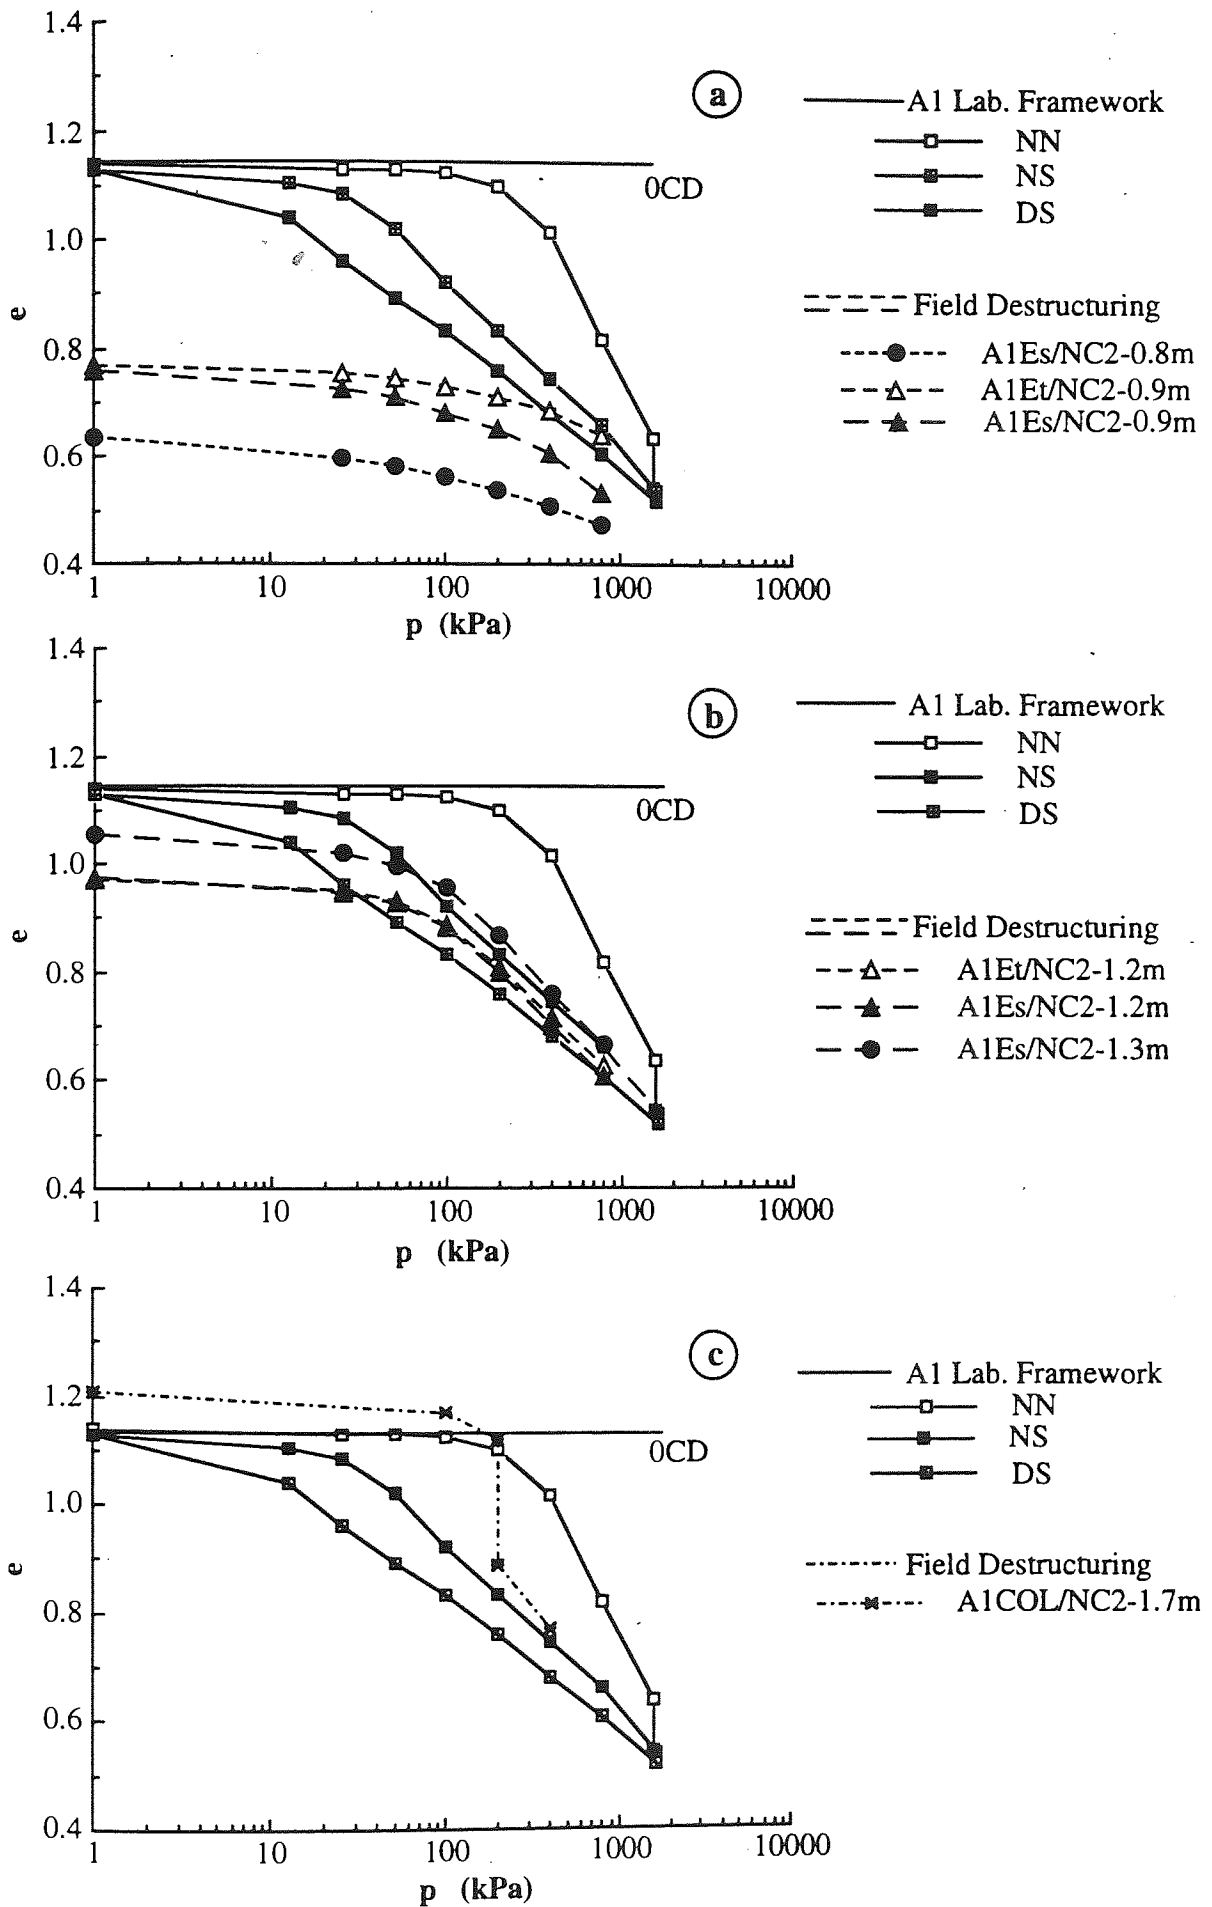 1.4
1.2
1.0
0.8
0.6
0.4
e
1
10
100
1000
10000
p (kPa)
a
0CD
A1 Lab. Framework
NN
NS
DS
Field Destructuring
A1Es/NC2-0.8m
A1Et/NC2-0.9m
A1Es/NC2-0.9m
1.4
1.2
1.0
0.8
0.6
0.4
e
1
10
100
1000
10000
p (kPa)
b
0CD
A1 Lab. Framework
NN
NS
DS
Field Destructuring
A1Et/NC2-1.2m
A1Es/NC2-1.2m
A1Es/NC2-1.3m
1.4
1.2
1.0
0.8
0.6
0.4
e
1
10
100
1000
10000
p (kPa)
c
0CD
A1 Lab. Framework
NN
NS
DS
Field Destructuring
A1COL/NC2-1.7m